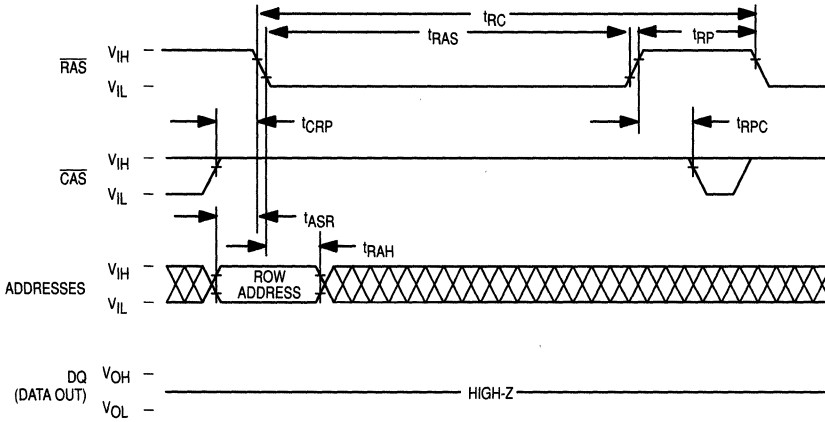 tRC
tRAS
tRP
RAS
VIH
VIL
tCRP
tRPC
CAS
VIH
VIL
tASR
tRAH
ADDRESSES
VIH
VIL
ROW
ADDRESS
DQ
(DATA OUT)
VOH
VOL
HIGH-Z